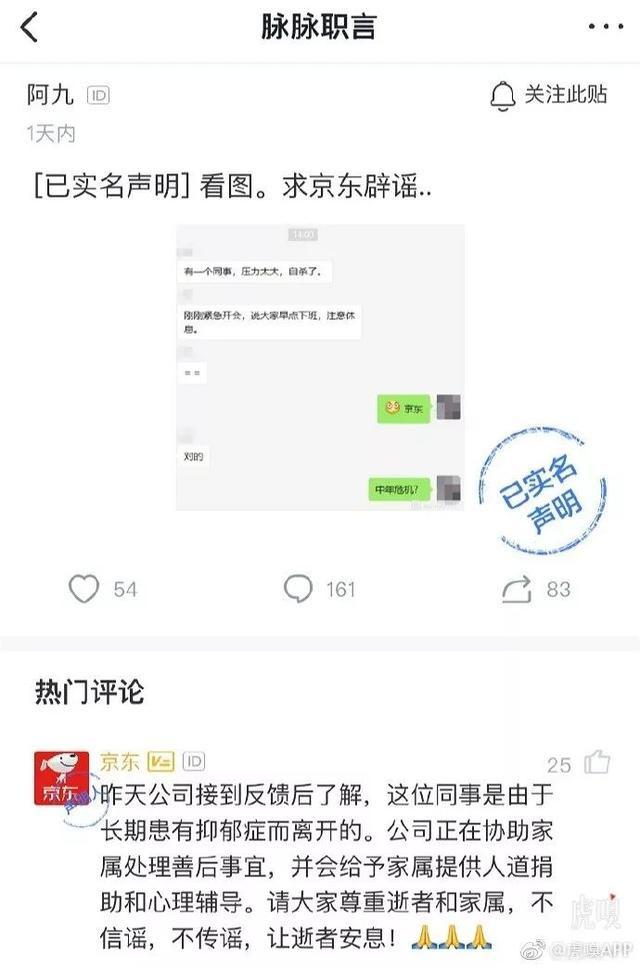 脉脉职言
阿九 ID
关注此贴
1天内
[已实名声明] 看图。求京东辟谣..
14:00
有一个同事，压力太大，自杀了。
刚刚紧急开会，说大家早点下班，注意休
息。
= =
京东
对的
中年危机？
已实名
声明
54
161
83
热门评论
京东
京东 V ID
25
昨天公司接到反馈后了解，这位同事是由于
长期患有抑郁症而离开的。公司正在协助家
属处理善后事宜，并会给予家属提供人道捐
助和心理辅导。请大家尊重逝者和家属，不
信谣，不传谣，让逝者安息！🙏🙏🙏
虎嗅
@虎嗅APP